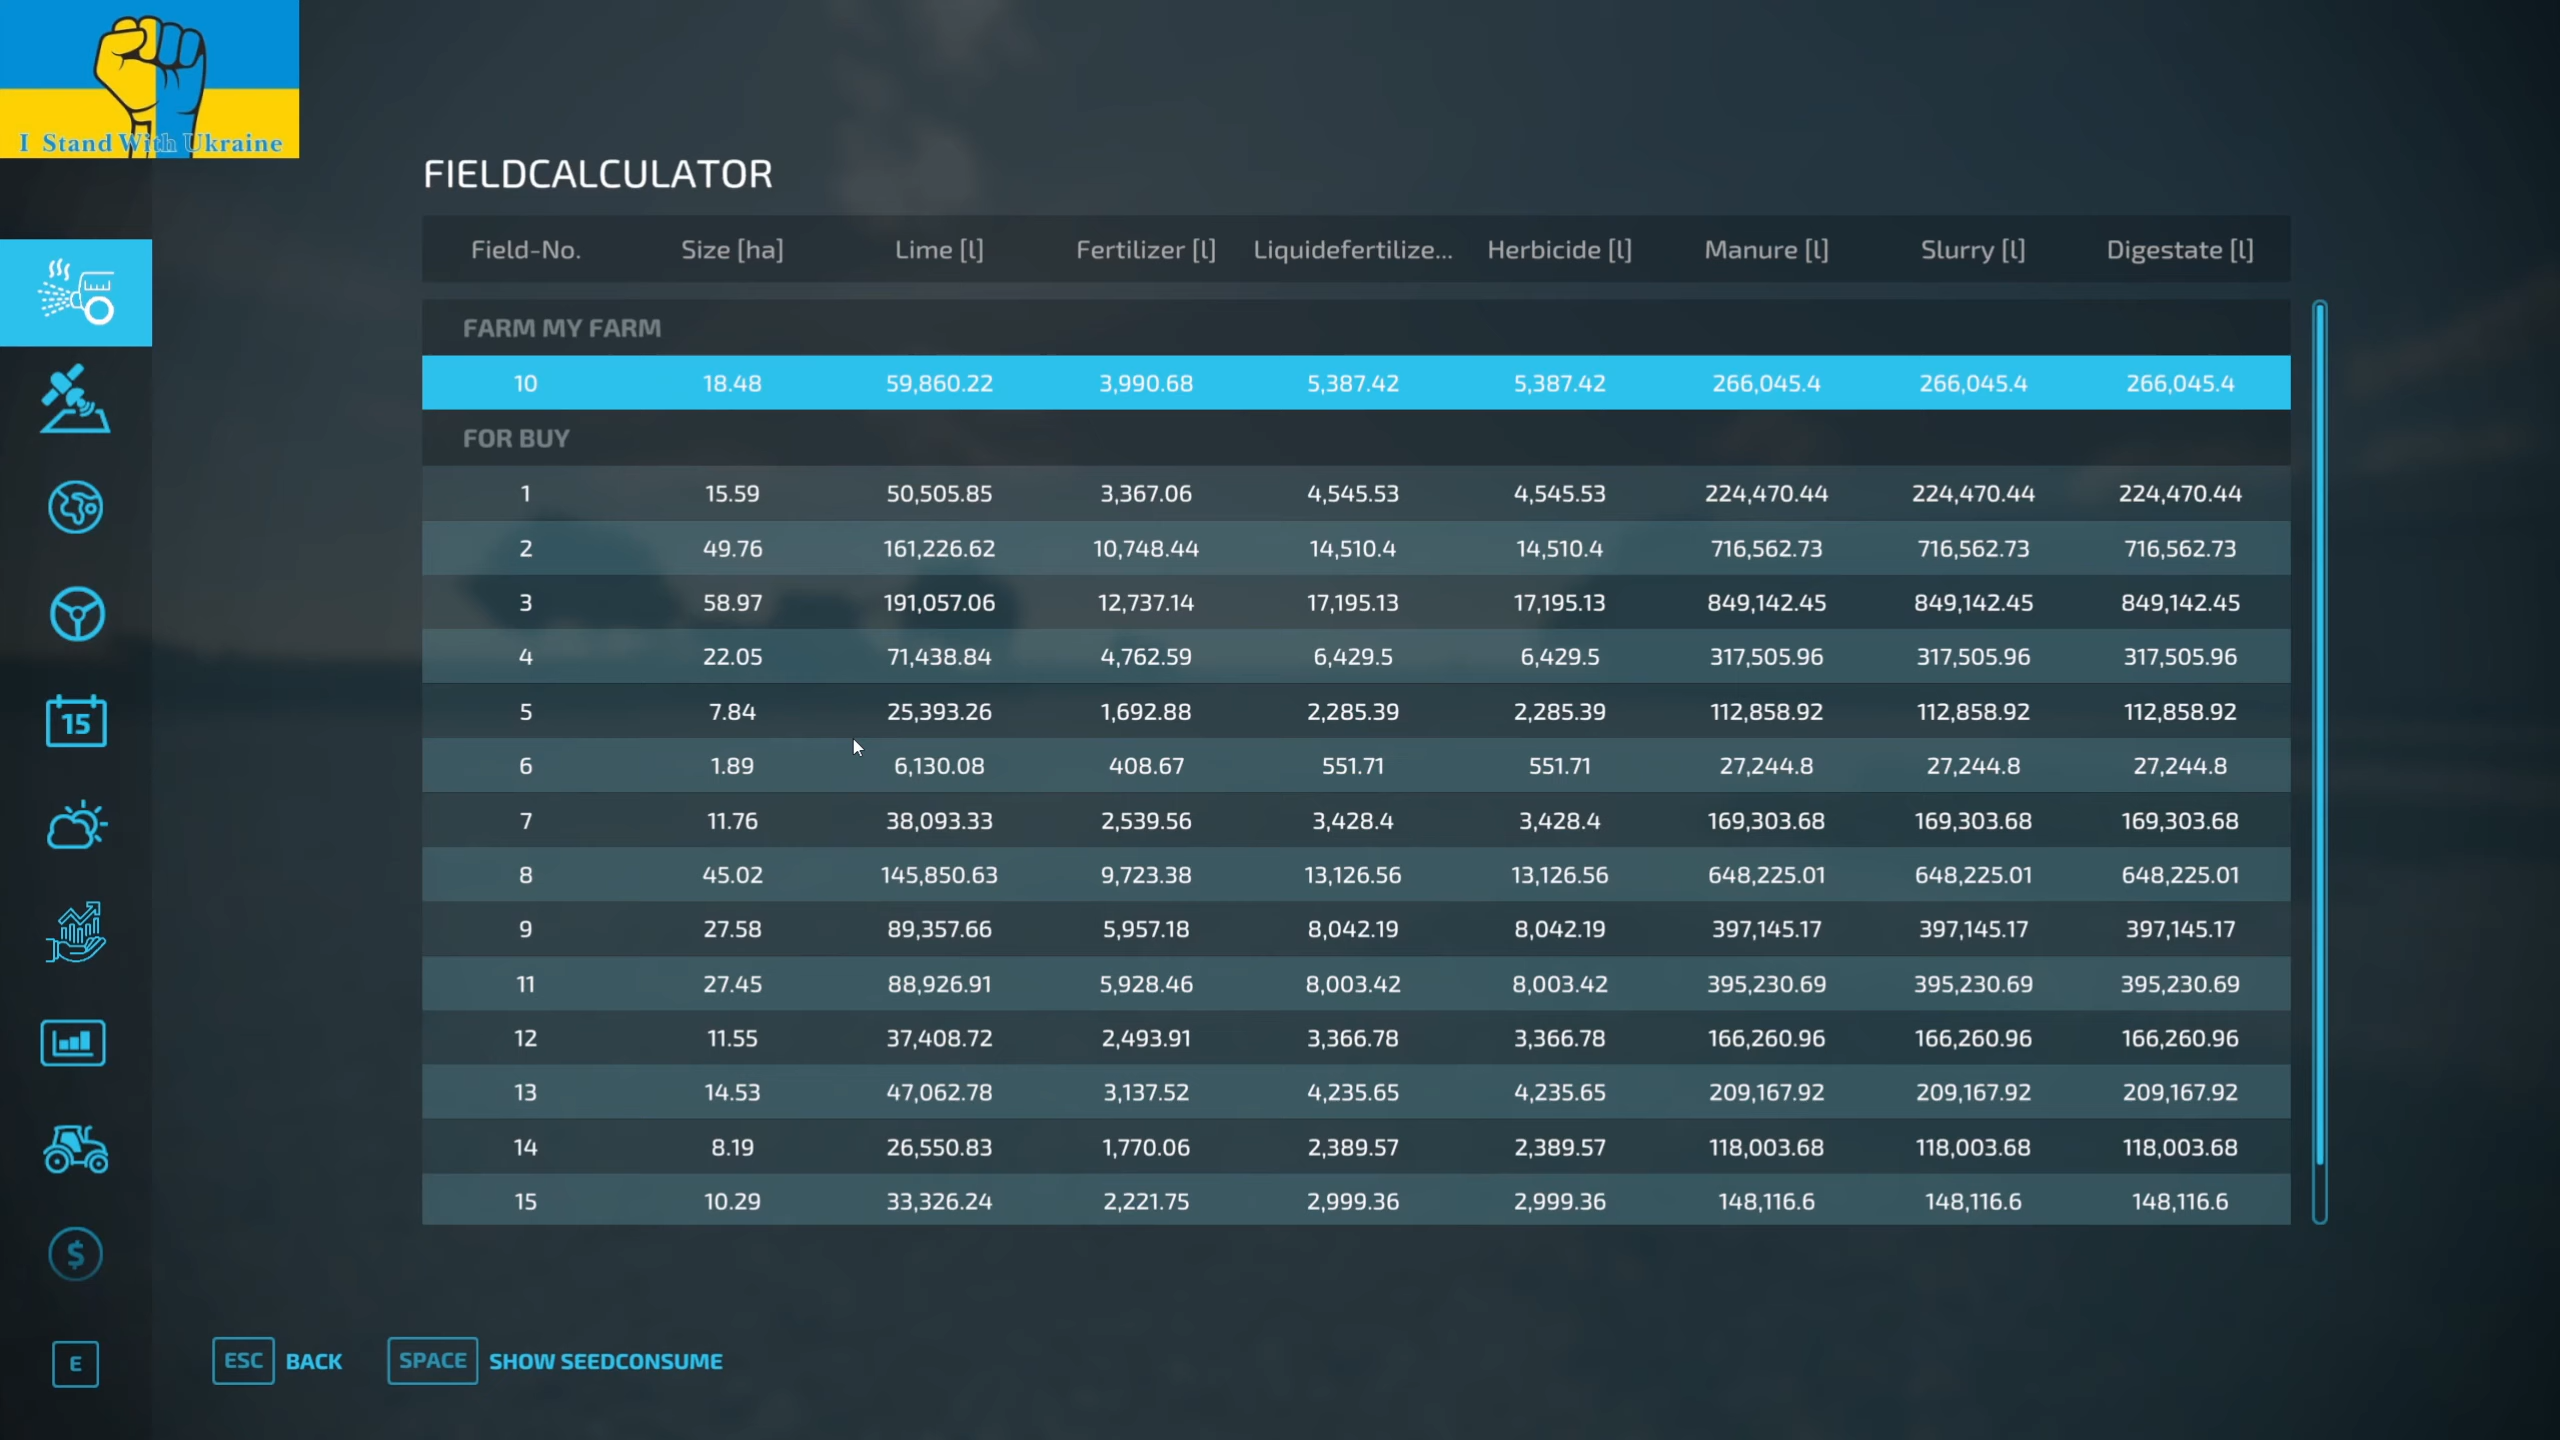 I Stand With Ukraine
FIELDCALCULATOR
Field-No. Size [ha] Lime [l] Fertilizer [l] Liquidefertilize... Herbicide [l] Manure [l] Slurry [l] Digestate [l]
FARM MY FARM
10 18.48 59,860.22 3,990.68 5,387.42 5,387.42 266,045.4 266,045.4 266,045.4
FOR BUY
1 15.59 50,505.85 3,367.06 4,545.53 4,545.53 224,470.44 224,470.44 224,470.44
2 49.76 161,226.62 10,748.44 14,510.4 14,510.4 716,562.73 716,562.73 716,562.73
3 58.97 191,057.06 12,737.14 17,195.13 17,195.13 849,142.45 849,142.45 849,142.45
4 22.05 71,438.84 4,762.59 6,429.5 6,429.5 317,505.96 317,505.96 317,505.96
5 7.84 25,393.26 1,692.88 2,285.39 2,285.39 112,858.92 112,858.92 112,858.92
6 1.89 6,130.08 408.67 551.71 551.71 27,244.8 27,244.8 27,244.8
7 11.76 38,093.33 2,539.56 3,428.4 3,428.4 169,303.68 169,303.68 169,303.68
8 45.02 145,850.63 9,723.38 13,126.56 13,126.56 648,225.01 648,225.01 648,225.01
9 27.58 89,357.66 5,957.18 8,042.19 8,042.19 397,145.17 397,145.17 397,145.17
11 27.45 88,926.91 5,928.46 8,003.42 8,003.42 395,230.69 395,230.69 395,230.69
12 11.55 37,408.72 2,493.91 3,366.78 3,366.78 166,260.96 166,260.96 166,260.96
13 14.53 47,062.78 3,137.52 4,235.65 4,235.65 209,167.92 209,167.92 209,167.92
14 8.19 26,550.83 1,770.06 2,389.57 2,389.57 118,003.68 118,003.68 118,003.68
15 10.29 33,326.24 2,221.75 2,999.36 2,999.36 148,116.6 148,116.6 148,116.6
15
$
E
ESC BACK SPACE SHOW SEEDCONSUME